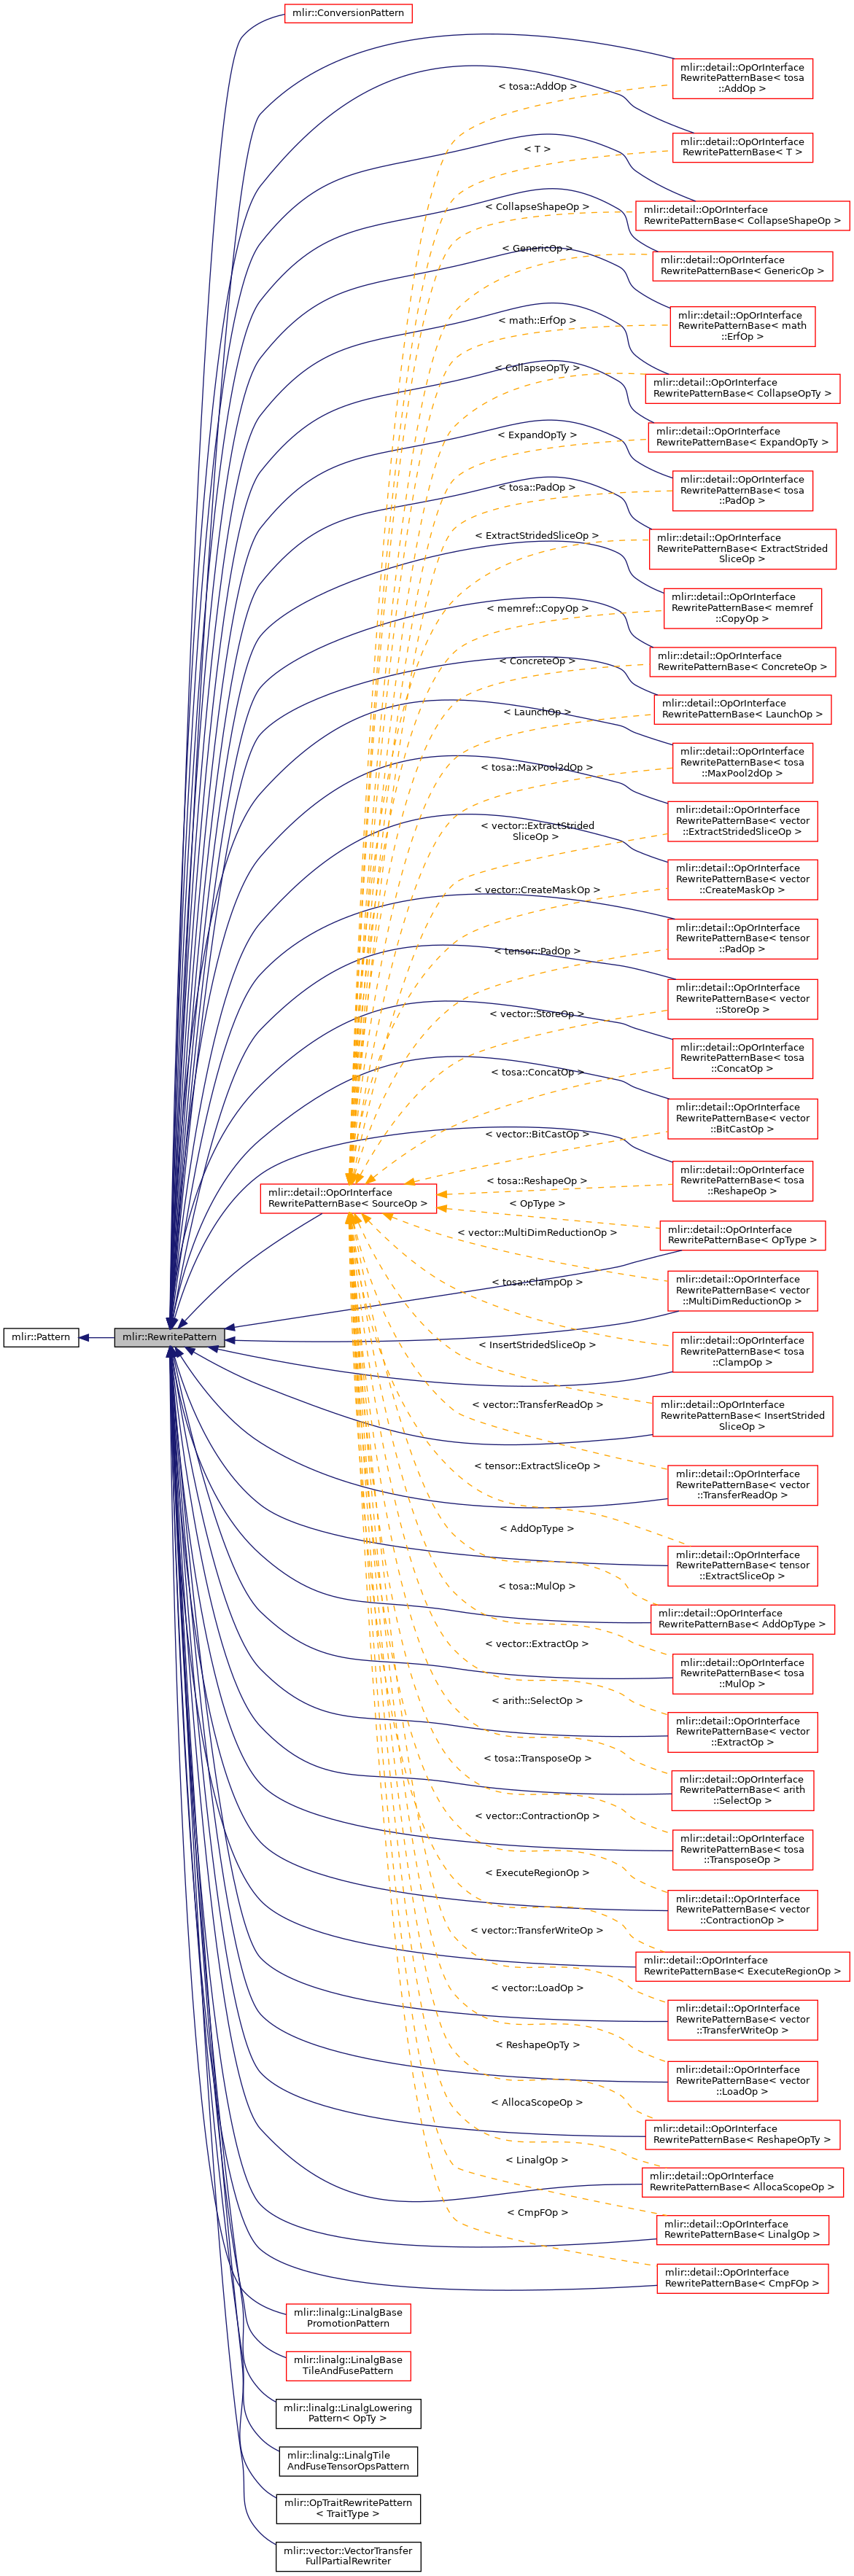 mlir::ConversionPattern
mlir::detail::OpOrInterface
RewritePatternBase< tosa
::AddOp >
< tosa::AddOp >
mlir::detail::OpOrInterface
RewritePatternBase< T >
< T >
mlir::detail::OpOrInterface
RewritePatternBase< CollapseShapeOp >
< CollapseShapeOp >
mlir::detail::OpOrInterface
RewritePatternBase< GenericOp >
< GenericOp >
mlir::detail::OpOrInterface
RewritePatternBase< math
::ErfOp >
< math::ErfOp >
mlir::detail::OpOrInterface
RewritePatternBase< CollapseOpTy >
< CollapseOpTy >
mlir::detail::OpOrInterface
RewritePatternBase< ExpandOpTy >
< ExpandOpTy >
mlir::detail::OpOrInterface
RewritePatternBase< tosa
::PadOp >
< tosa::PadOp >
mlir::detail::OpOrInterface
RewritePatternBase< ExtractStrided
SliceOp >
< ExtractStridedSliceOp >
mlir::detail::OpOrInterface
RewritePatternBase< memref
::CopyOp >
< memref::CopyOp >
mlir::detail::OpOrInterface
RewritePatternBase< ConcreteOp >
< ConcreteOp >
mlir::detail::OpOrInterface
RewritePatternBase< LaunchOp >
< LaunchOp >
mlir::detail::OpOrInterface
RewritePatternBase< tosa
::MaxPool2dOp >
< tosa::MaxPool2dOp >
mlir::detail::OpOrInterface
RewritePatternBase< vector
::ExtractStridedSliceOp >
< vector::ExtractStrided
SliceOp >
mlir::detail::OpOrInterface
RewritePatternBase< vector
::CreateMaskOp >
< vector::CreateMaskOp >
mlir::detail::OpOrInterface
RewritePatternBase< tensor
::PadOp >
< tensor::PadOp >
mlir::detail::OpOrInterface
RewritePatternBase< vector
::StoreOp >
< vector::StoreOp >
mlir::detail::OpOrInterface
RewritePatternBase< tosa
::ConcatOp >
< tosa::ConcatOp >
mlir::detail::OpOrInterface
RewritePatternBase< vector
::BitCastOp >
< vector::BitCastOp >
mlir::detail::OpOrInterface
RewritePatternBase< tosa
::ReshapeOp >
< tosa::ReshapeOp >
mlir::detail::OpOrInterface
RewritePatternBase< SourceOp >
< OpType >
mlir::detail::OpOrInterface
RewritePatternBase< OpType >
< vector::MultiDimReductionOp >
mlir::detail::OpOrInterface
RewritePatternBase< vector
::MultiDimReductionOp >
< tosa::ClampOp >
mlir::Pattern
mlir::RewritePattern
mlir::detail::OpOrInterface
RewritePatternBase< tosa
::ClampOp >
< InsertStridedSliceOp >
mlir::detail::OpOrInterface
RewritePatternBase< InsertStrided
SliceOp >
< vector::TransferReadOp >
mlir::detail::OpOrInterface
RewritePatternBase< vector
::TransferReadOp >
< tensor::ExtractSliceOp >
mlir::detail::OpOrInterface
RewritePatternBase< tensor
::ExtractSliceOp >
< AddOpType >
mlir::detail::OpOrInterface
RewritePatternBase< AddOpType >
< tosa::MulOp >
mlir::detail::OpOrInterface
RewritePatternBase< tosa
::MulOp >
< vector::ExtractOp >
mlir::detail::OpOrInterface
RewritePatternBase< vector
::ExtractOp >
< arith::SelectOp >
mlir::detail::OpOrInterface
RewritePatternBase< arith
::SelectOp >
< tosa::TransposeOp >
mlir::detail::OpOrInterface
RewritePatternBase< tosa
::TransposeOp >
< vector::ContractionOp >
mlir::detail::OpOrInterface
RewritePatternBase< vector
::ContractionOp >
< ExecuteRegionOp >
mlir::detail::OpOrInterface
RewritePatternBase< ExecuteRegionOp >
< vector::TransferWriteOp >
mlir::detail::OpOrInterface
RewritePatternBase< vector
::TransferWriteOp >
< vector::LoadOp >
mlir::detail::OpOrInterface
RewritePatternBase< vector
::LoadOp >
< ReshapeOpTy >
mlir::detail::OpOrInterface
RewritePatternBase< ReshapeOpTy >
< AllocaScopeOp >
mlir::detail::OpOrInterface
RewritePatternBase< AllocaScopeOp >
< LinalgOp >
mlir::detail::OpOrInterface
RewritePatternBase< LinalgOp >
< CmpFOp >
mlir::detail::OpOrInterface
RewritePatternBase< CmpFOp >
mlir::linalg::LinalgBase
PromotionPattern
mlir::linalg::LinalgBase
TileAndFusePattern
mlir::linalg::LinalgLowering
Pattern< OpTy >
mlir::linalg::LinalgTile
AndFuseTensorOpsPattern
mlir::OpTraitRewritePattern
< TraitType >
mlir::vector::VectorTransfer
FullPartialRewriter